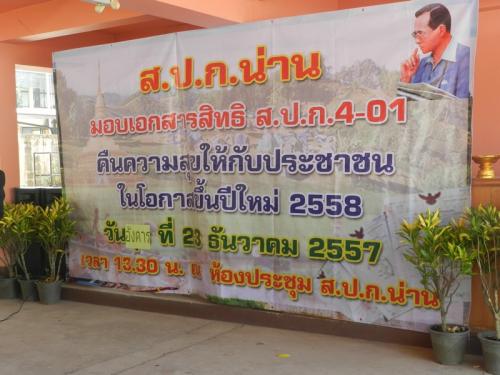 ส.ป.ก.น่าน
มอบเอกสารสิทธิ ส.ป.ก.4-01
คืนความสุขให้กับประชาชน
ในโอกาสขึ้นปีใหม่ 2558
วันอังคาร ที่ 23 ธันวาคม 2557
เวลา 13.30 น. ณ ห้องประชุม ส.ป.ก.น่าน